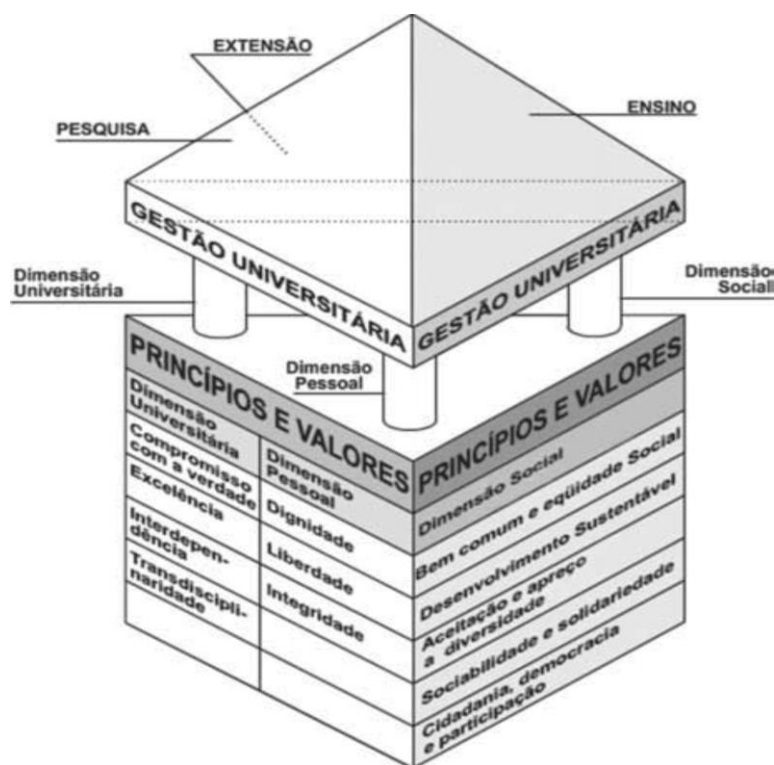 EXTENSÃO
PESQUISA
ENSINO
GESTÃO UNIVERSITÁRIA
GESTÃO UNIVERSITÁRIA
Dimensão
Universitária
Dimensão
Pessoal
Dimensão
Sociall
PRINCÍPIOS E VALORES
PRINCÍPIOS E VALORES
Dimensão
Universitária
Compromisso
com a verdade
Excelência
Interdepen-
dência
Transdiscipli-
naridade
Dimensão
Pessoal
Dignidade
Liberdade
Integridade
Dimensão Social
Bem comum e eqüidade Social
Desenvolvimento Sustentável
Aceitação e apreço
a diversidade
Sociabilidade e solidariedade
Cidadania, democracia
e participação